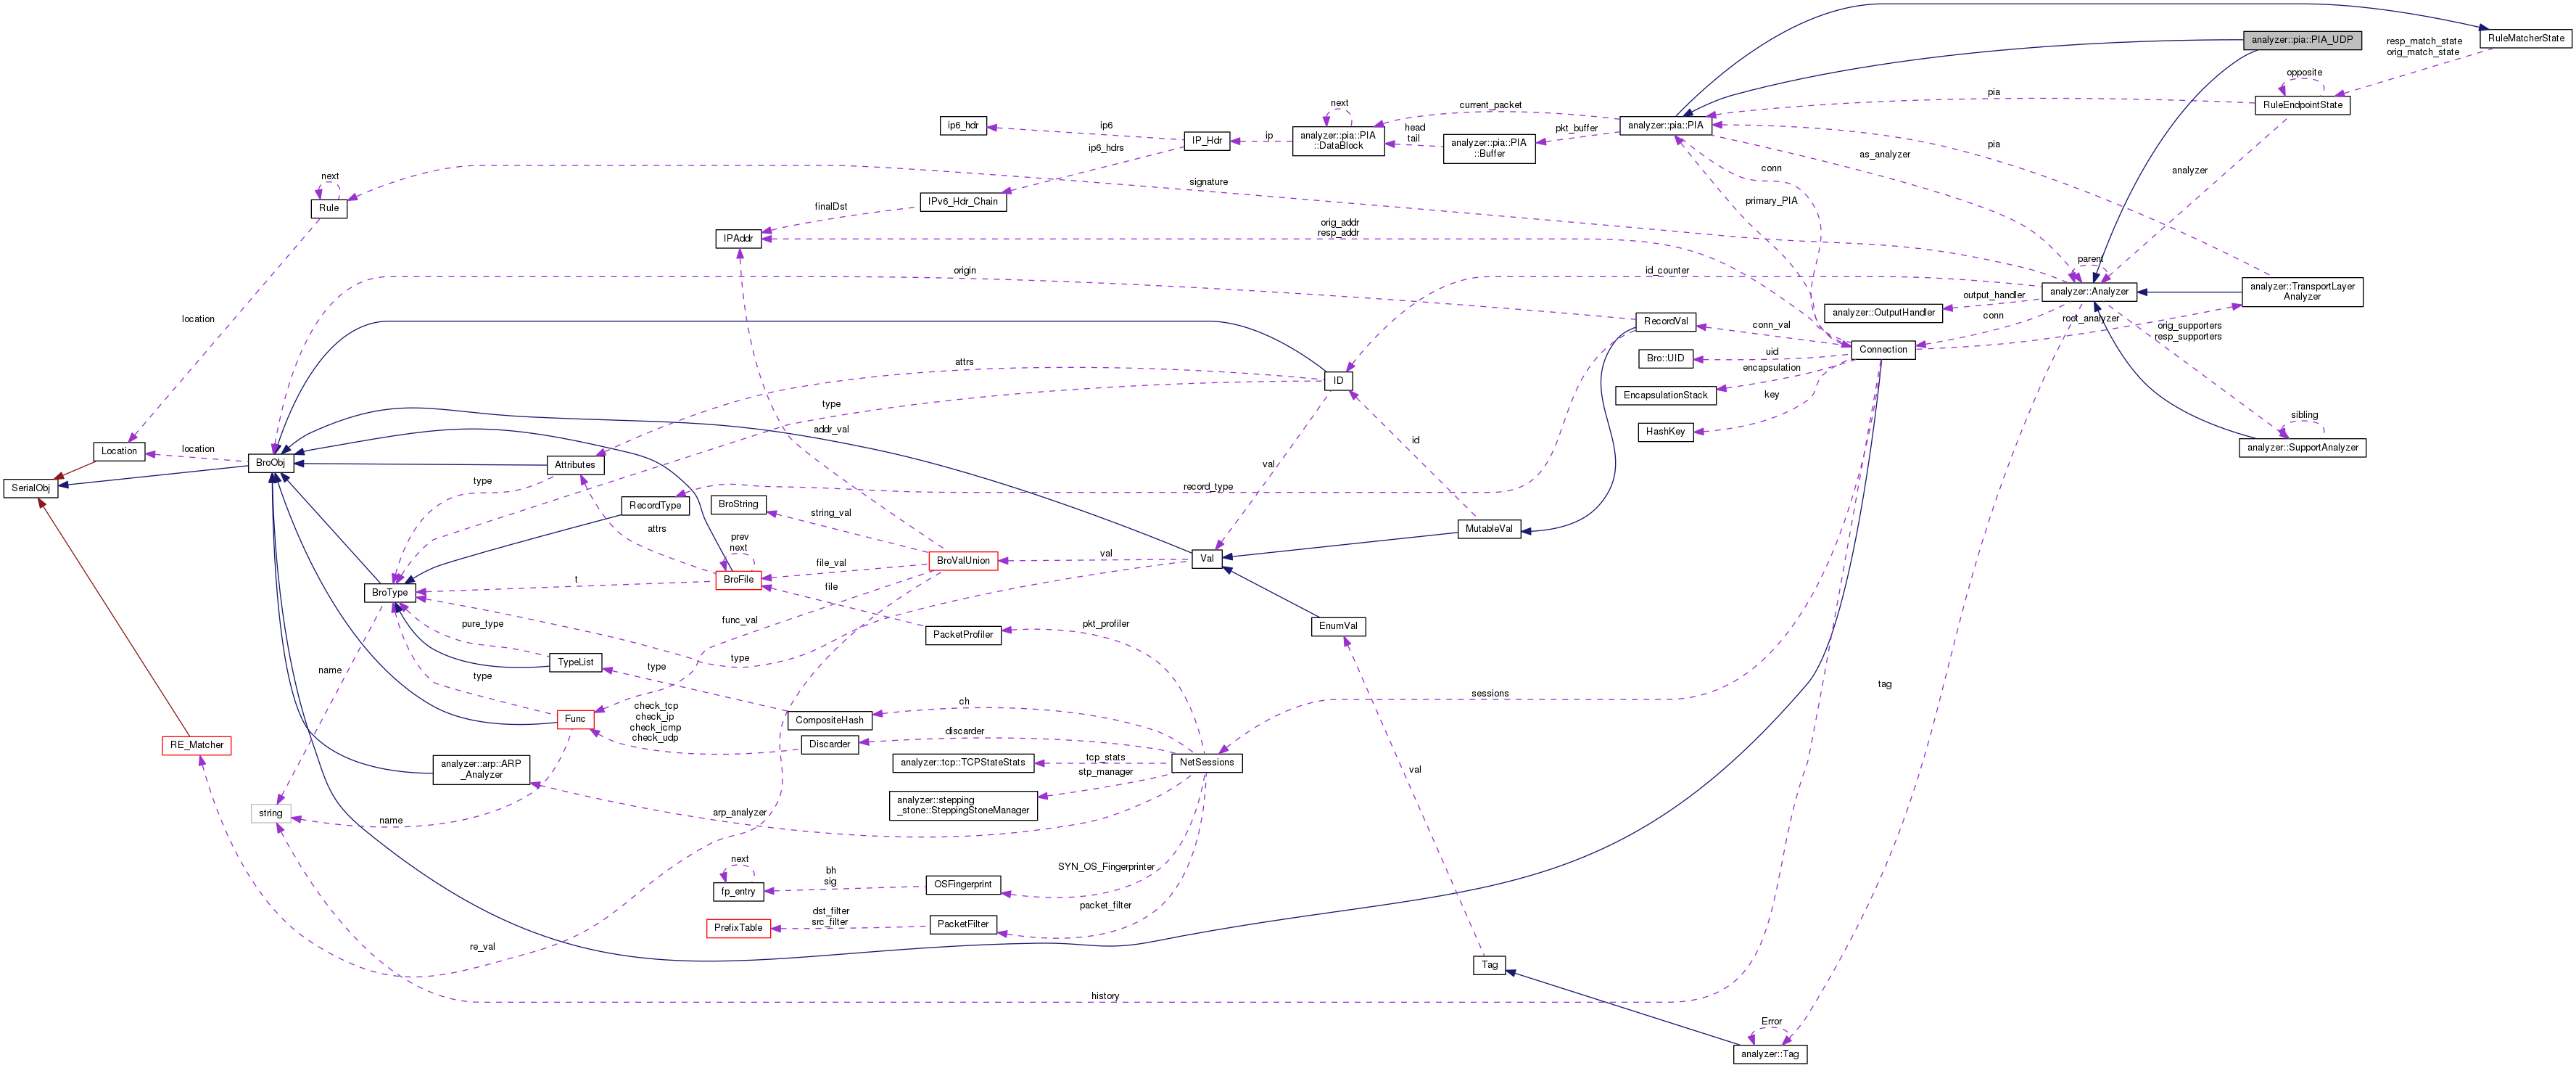 analyzer::pia::PIA_UDP
RuleMatcherState
resp_match_state
orig_match_state
opposite
RuleEndpointState
pia
next
current_packet
ip6_hdr
ip6
IP_Hdr
ip
analyzer::pia::PIA
::DataBlock
head
tail
analyzer::pia::PIA
::Buffer
pkt_buffer
analyzer::pia::PIA
ip6_hdrs
as_analyzer
pia
conn
analyzer
next
Rule
signature
primary_PIA
IPv6_Hdr_Chain
finalDst
IPAddr
orig_addr
resp_addr
origin
id_counter
parent
analyzer::Analyzer
analyzer::TransportLayer
Analyzer
output_handler
analyzer::OutputHandler
conn
root_analyzer
orig_supporters
resp_supporters
location
RecordVal
conn_val
Connection
uid
Bro::UID
encapsulation
EncapsulationStack
key
HashKey
attrs
ID
type
addr_val
id
sibling
analyzer::SupportAnalyzer
Location
location
BroObj
Attributes
val
SerialObj
type
RecordType
BroString
record_type
string_val
attrs
MutableVal
prev
next
BroFile
file_val
BroValUnion
val
Val
t
file
BroType
func_val
pure_type
PacketProfiler
pkt_profiler
EnumVal
name
TypeList
type
type
type
sessions
tag
ch
CompositeHash
Func
check_tcp
check_ip
check_icmp
check_udp
Discarder
discarder
RE_Matcher
analyzer::arp::ARP
_Analyzer
analyzer::tcp::TCPStateStats
tcp_stats
NetSessions
stp_manager
val
analyzer::stepping
_stone::SteppingStoneManager
string
name
arp_analyzer
next
fp_entry
bh
sig
OSFingerprint
SYN_OS_Fingerprinter
PrefixTable
dst_filter
src_filter
PacketFilter
packet_filter
re_val
Tag
history
Error
analyzer::Tag